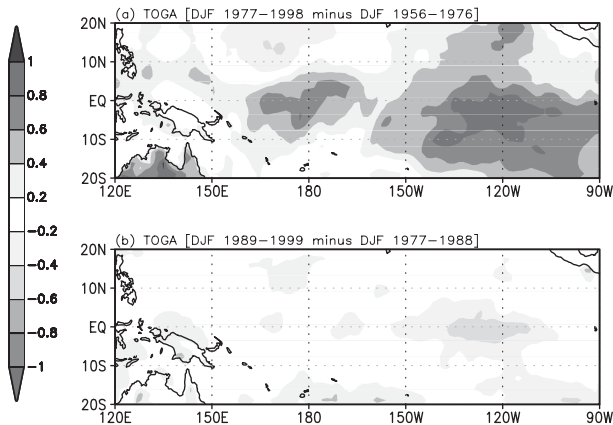 (a) TOGA [DJF 1977−1998 minus DJF 1956−1976]
20N
10N
EQ
10S
20S
120E 150E 180 150W 120W 90W
1
0.8
0.6
0.4
0.2
−0.2
−0.4
−0.6
−0.8
−1
(b) TOGA [DJF 1989−1999 minus DJF 1977−1988]
20N
10N
EQ
10S
20S
120E 150E 180 150W 120W 90W